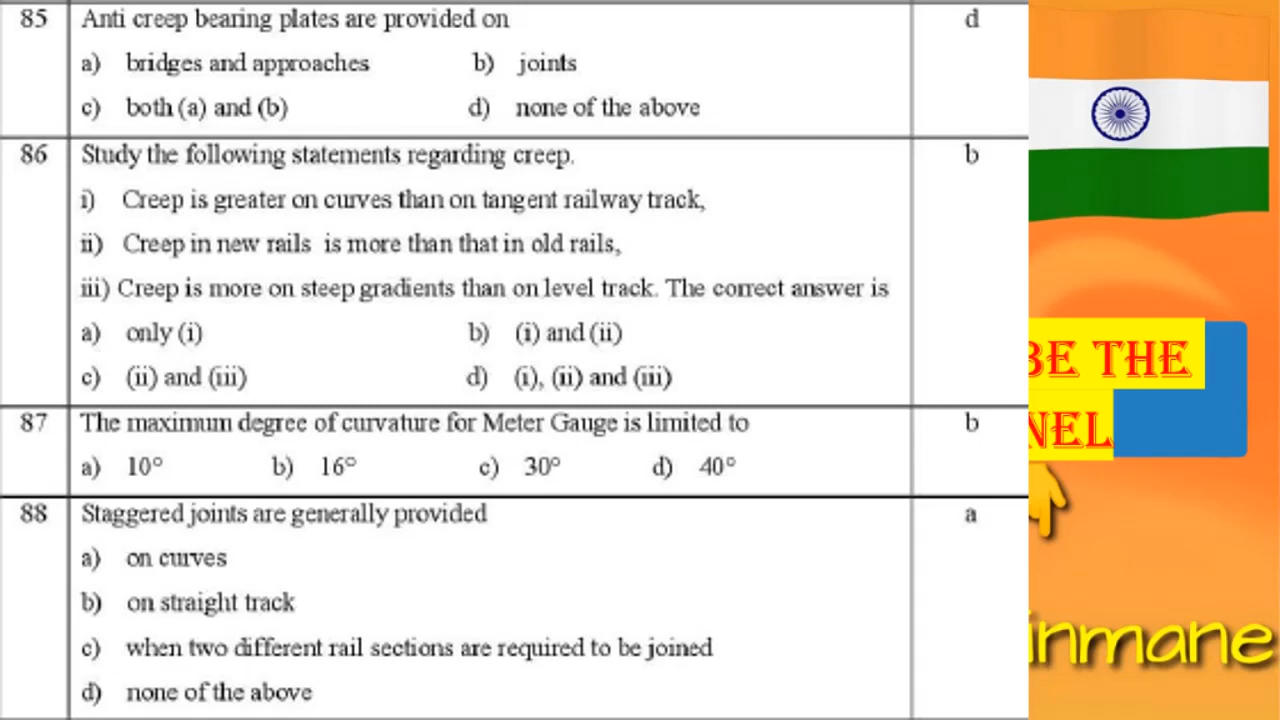 85 Anti creep bearing plates are provided on d
a) bridges and approaches b) joints
c) both (a) and (b) d) none of the above
86 Study the following statements regarding creep. b
i) Creep is greater on curves than on tangent railway track,
ii) Creep in new rails is more than that in old rails,
iii) Creep is more on steep gradients than on level track. The correct answer is
a) only (i) b) (i) and (ii)
c) (ii) and (iii) d) (i), (ii) and (iii)
87 The maximum degree of curvature for Meter Gauge is limited to b
a) 10° b) 16° c) 30° d) 40°
88 Staggered joints are generally provided a
a) on curves
b) on straight track
c) when two different rail sections are required to be joined
d) none of the above
BE THE
NEL
inmane